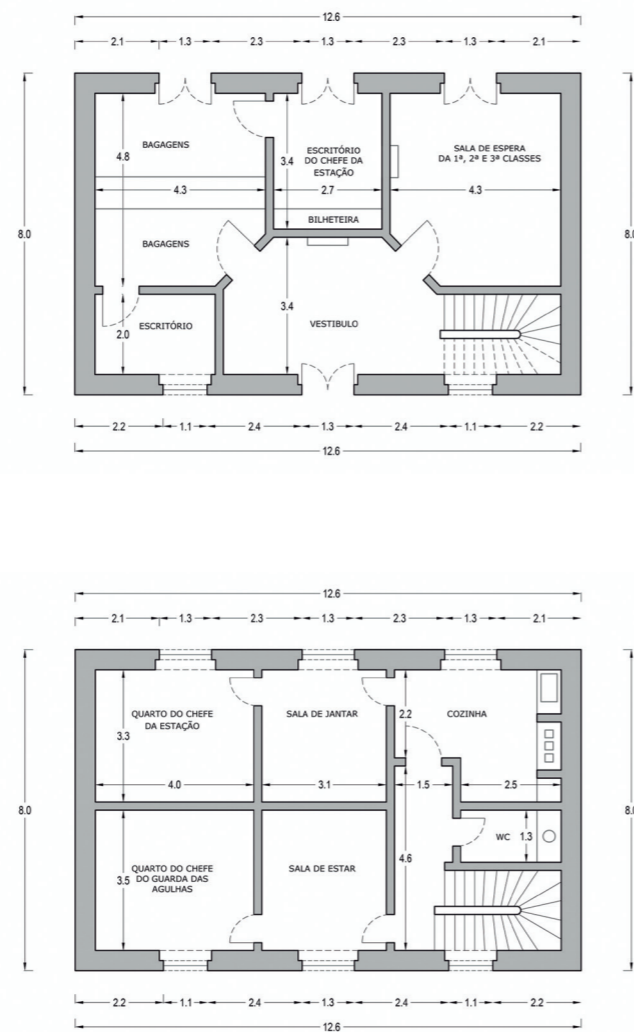 12.6
2.1 1.3 2.3 1.3 2.3 1.3 2.1
BAGAGENS
ESCRITÓRIO
DO CHEFE DA
ESTAÇÃO
SALA DE ESPERA
DA 1ª, 2ª E 3ª CLASSES
4.8
3.4
4.3
2.7
4.3
BILHETEIRA
BAGAGENS
8.0
8.0
3.4
ESCRITÓRIO
2.0
VESTIBULO
2.2 1.1 2.4 1.3 2.4 1.1 2.2
12.6
12.6
2.1 1.3 2.3 1.3 2.3 1.3 2.1
QUARTO DO CHEFE
DA ESTAÇÃO
SALA DE JANTAR
COZINHA
3.3
2.2
4.0
3.1
1.5
2.5
8.0
8.0
WC
1.3
4.6
QUARTO DO CHEFE
DO GUARDA DAS
AGULHAS
SALA DE ESTAR
3.5
2.2 1.1 2.4 1.3 2.4 1.1 2.2
12.6